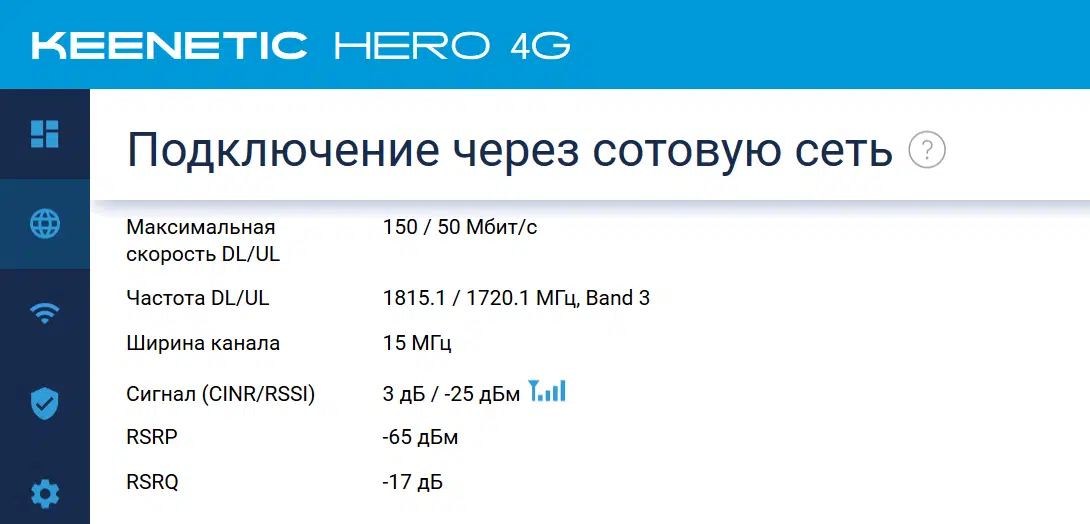 KEENETIC HERO 4G
Подключение через сотовую сеть ?
Максимальная скорость DL/UL 150 / 50 Мбит/с
Частота DL/UL 1815.1 / 1720.1 МГц, Band 3
Ширина канала 15 МГц
Сигнал (CINR/RSSI) 3 дБ / -25 дБм
RSRP -65 дБм
RSRQ -17 дБ